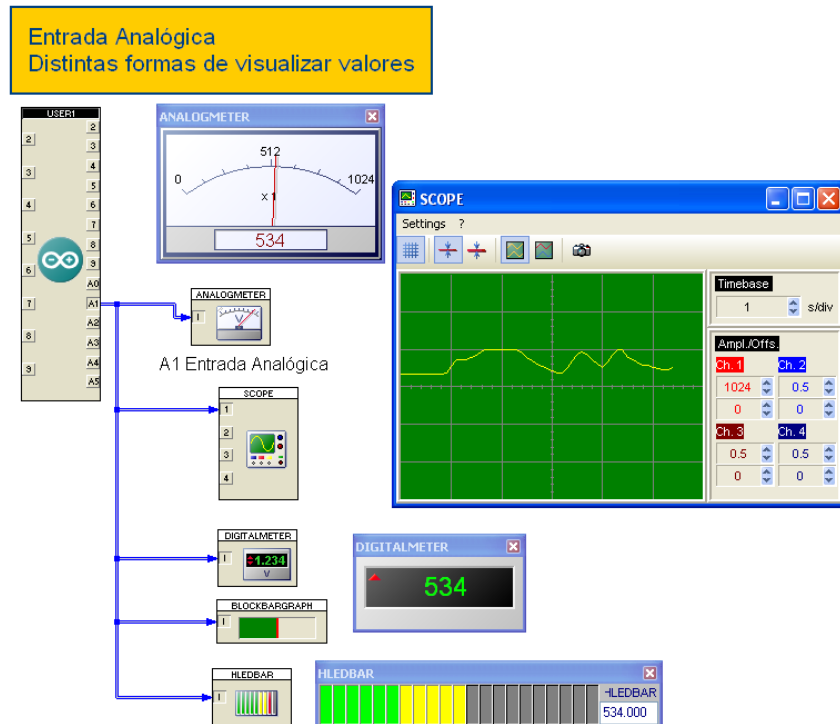 Entrada Analógica
Distintas formas de visualizar valores
USER1
2
3
4
5
6
7
8
9
2
3
4
5
6
7
8
9
A0
A1
A2
A3
A4
A5
ANALOGMETER
0
512
1024
x 1
534
ANALOGMETER
I
V
A1 Entrada Analógica
SCOPE
1
2
3
4
SCOPE
Settings ?
Timebase
1 s/div
Ampl./Offs.
Ch. 1 Ch. 2
1024 0.5
0 0
Ch. 3 Ch. 4
0.5 0.5
0 0
DIGITALMETER
I
1.234
V
DIGITALMETER
534
BLOCKBARGRAPH
I
HLEDBAR
I
HLEDBAR
HLEDBAR
534.000